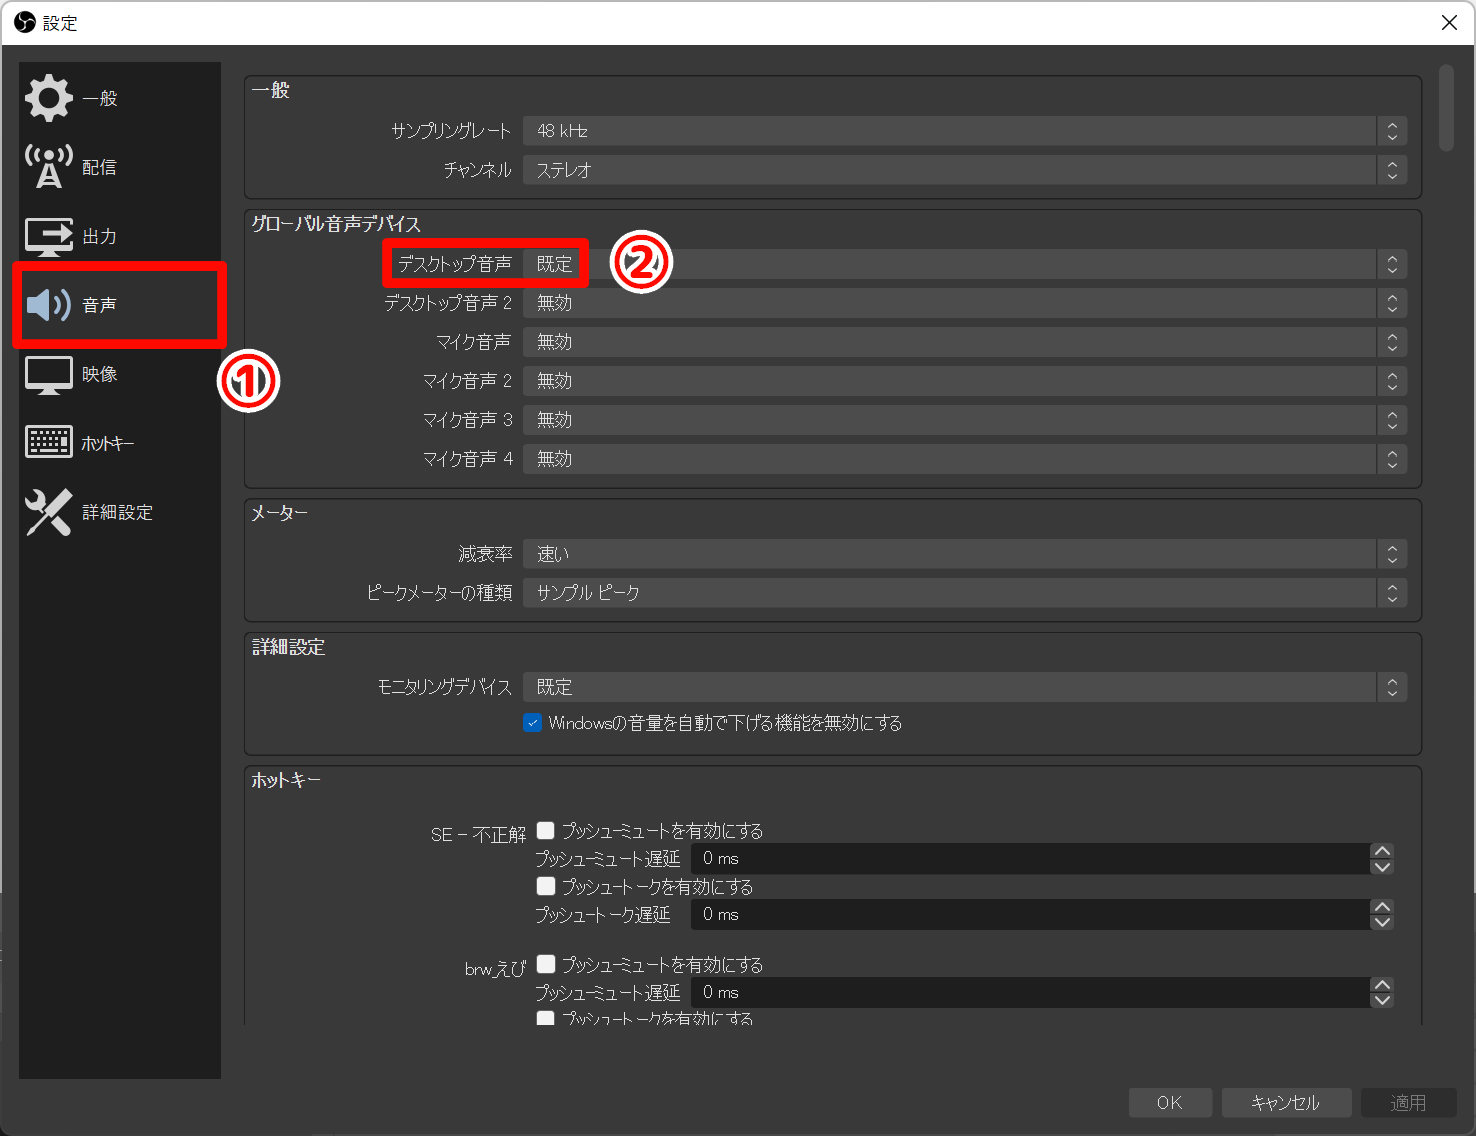 設定
一般
配信
出力
音声
①
映像
ホットキー
詳細設定
一般
サンプリングレート 48 kHz
チャンネル ステレオ
グローバル音声デバイス
デスクトップ音声 既定 ②
デスクトップ音声 2 無効
マイク音声 無効
マイク音声 2 無効
マイク音声 3 無効
マイク音声 4 無効
メーター
減衰率 速い
ピークメーターの種類 サンプル ピーク
詳細設定
モニタリングデバイス 既定
Windowsの音量を自動で下げる機能を無効にする
ホットキー
SE - 不正解 プッシュ―ミュートを有効にする
プッシュ―ミュート遅延 0 ms
プッシュ―トークを有効にする
プッシュ―トーク遅延 0 ms
brw_えび プッシュ―ミュートを有効にする
プッシュ―ミュート遅延 0 ms
プッシュ―トークを有効にする
OK キャンセル 適用